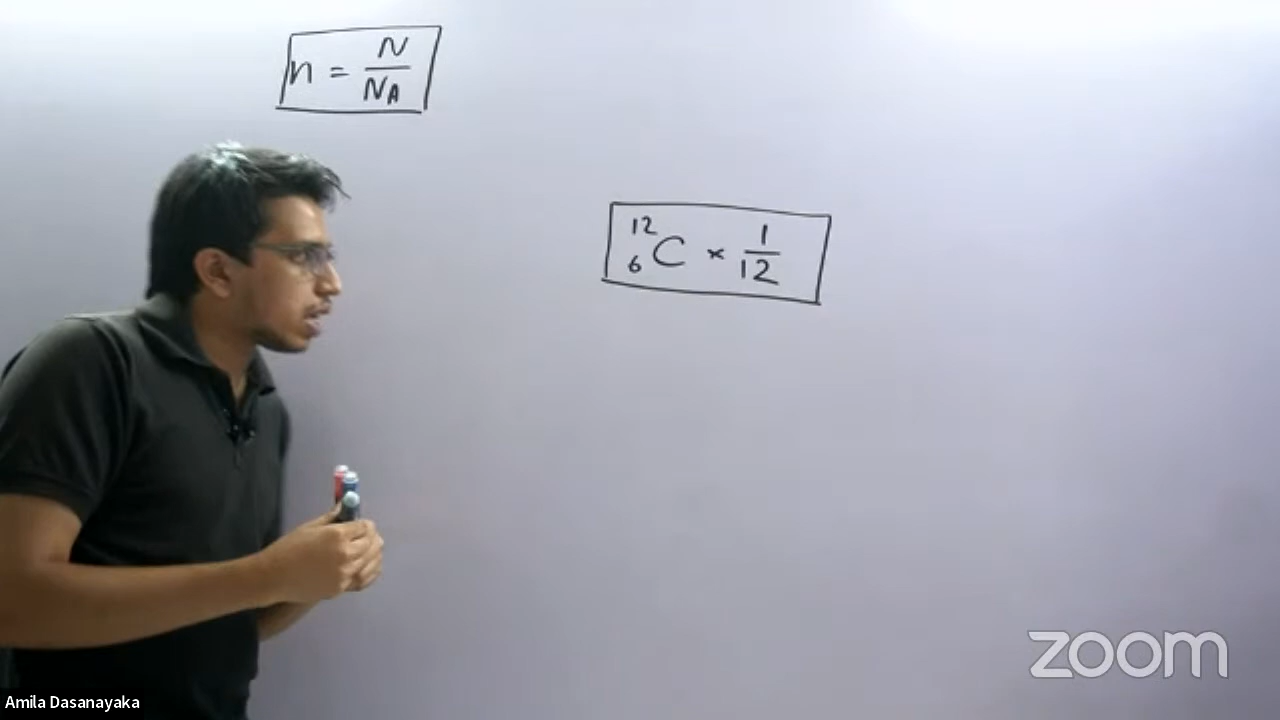 n = N/N_A
¹²₆C × 1/12
zoom
Amila Dasanayaka